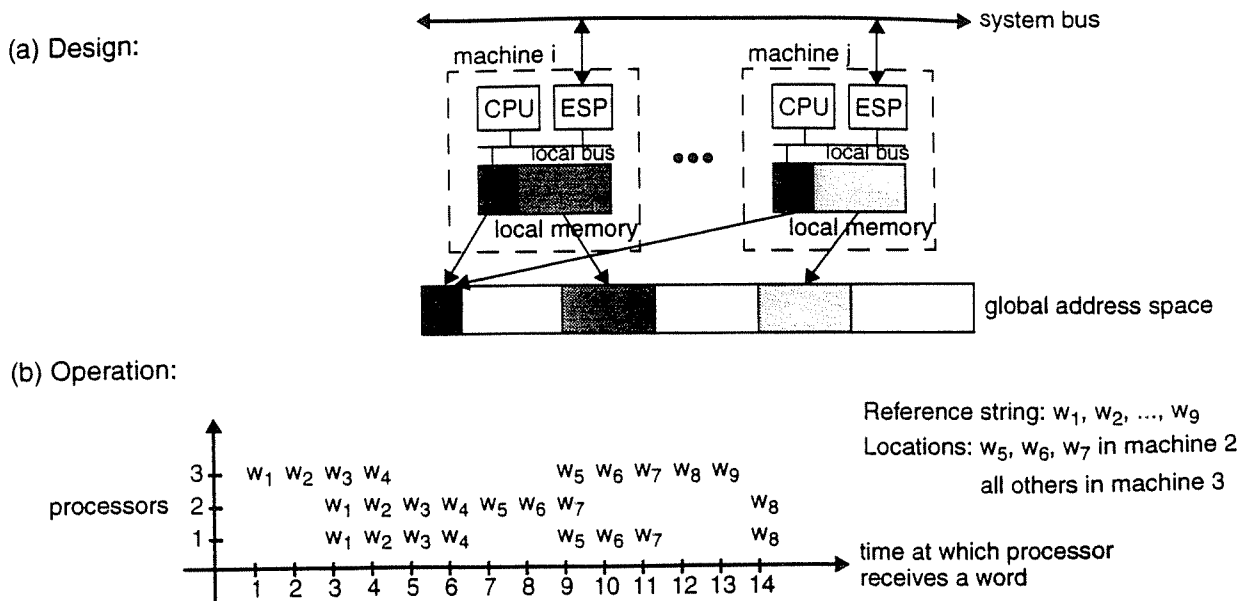 system bus
(a) Design:
machine i
machine j
CPU ESP
CPU ESP
local bus
•••
local bus
local memory
local memory
global address space
(b) Operation:
Reference string: w₁, w₂, ..., w₉
Locations: w₅, w₆, w₇ in machine 2
all others in machine 3
processors
3 w₁ w₂ w₃ w₄ w₅ w₆ w₇ w₈ w₉
2 w₁ w₂ w₃ w₄ w₅ w₆ w₇ w₈
1 w₁ w₂ w₃ w₄ w₅ w₆ w₇ w₈
1 2 3 4 5 6 7 8 9 10 11 12 13 14
time at which processor
receives a word